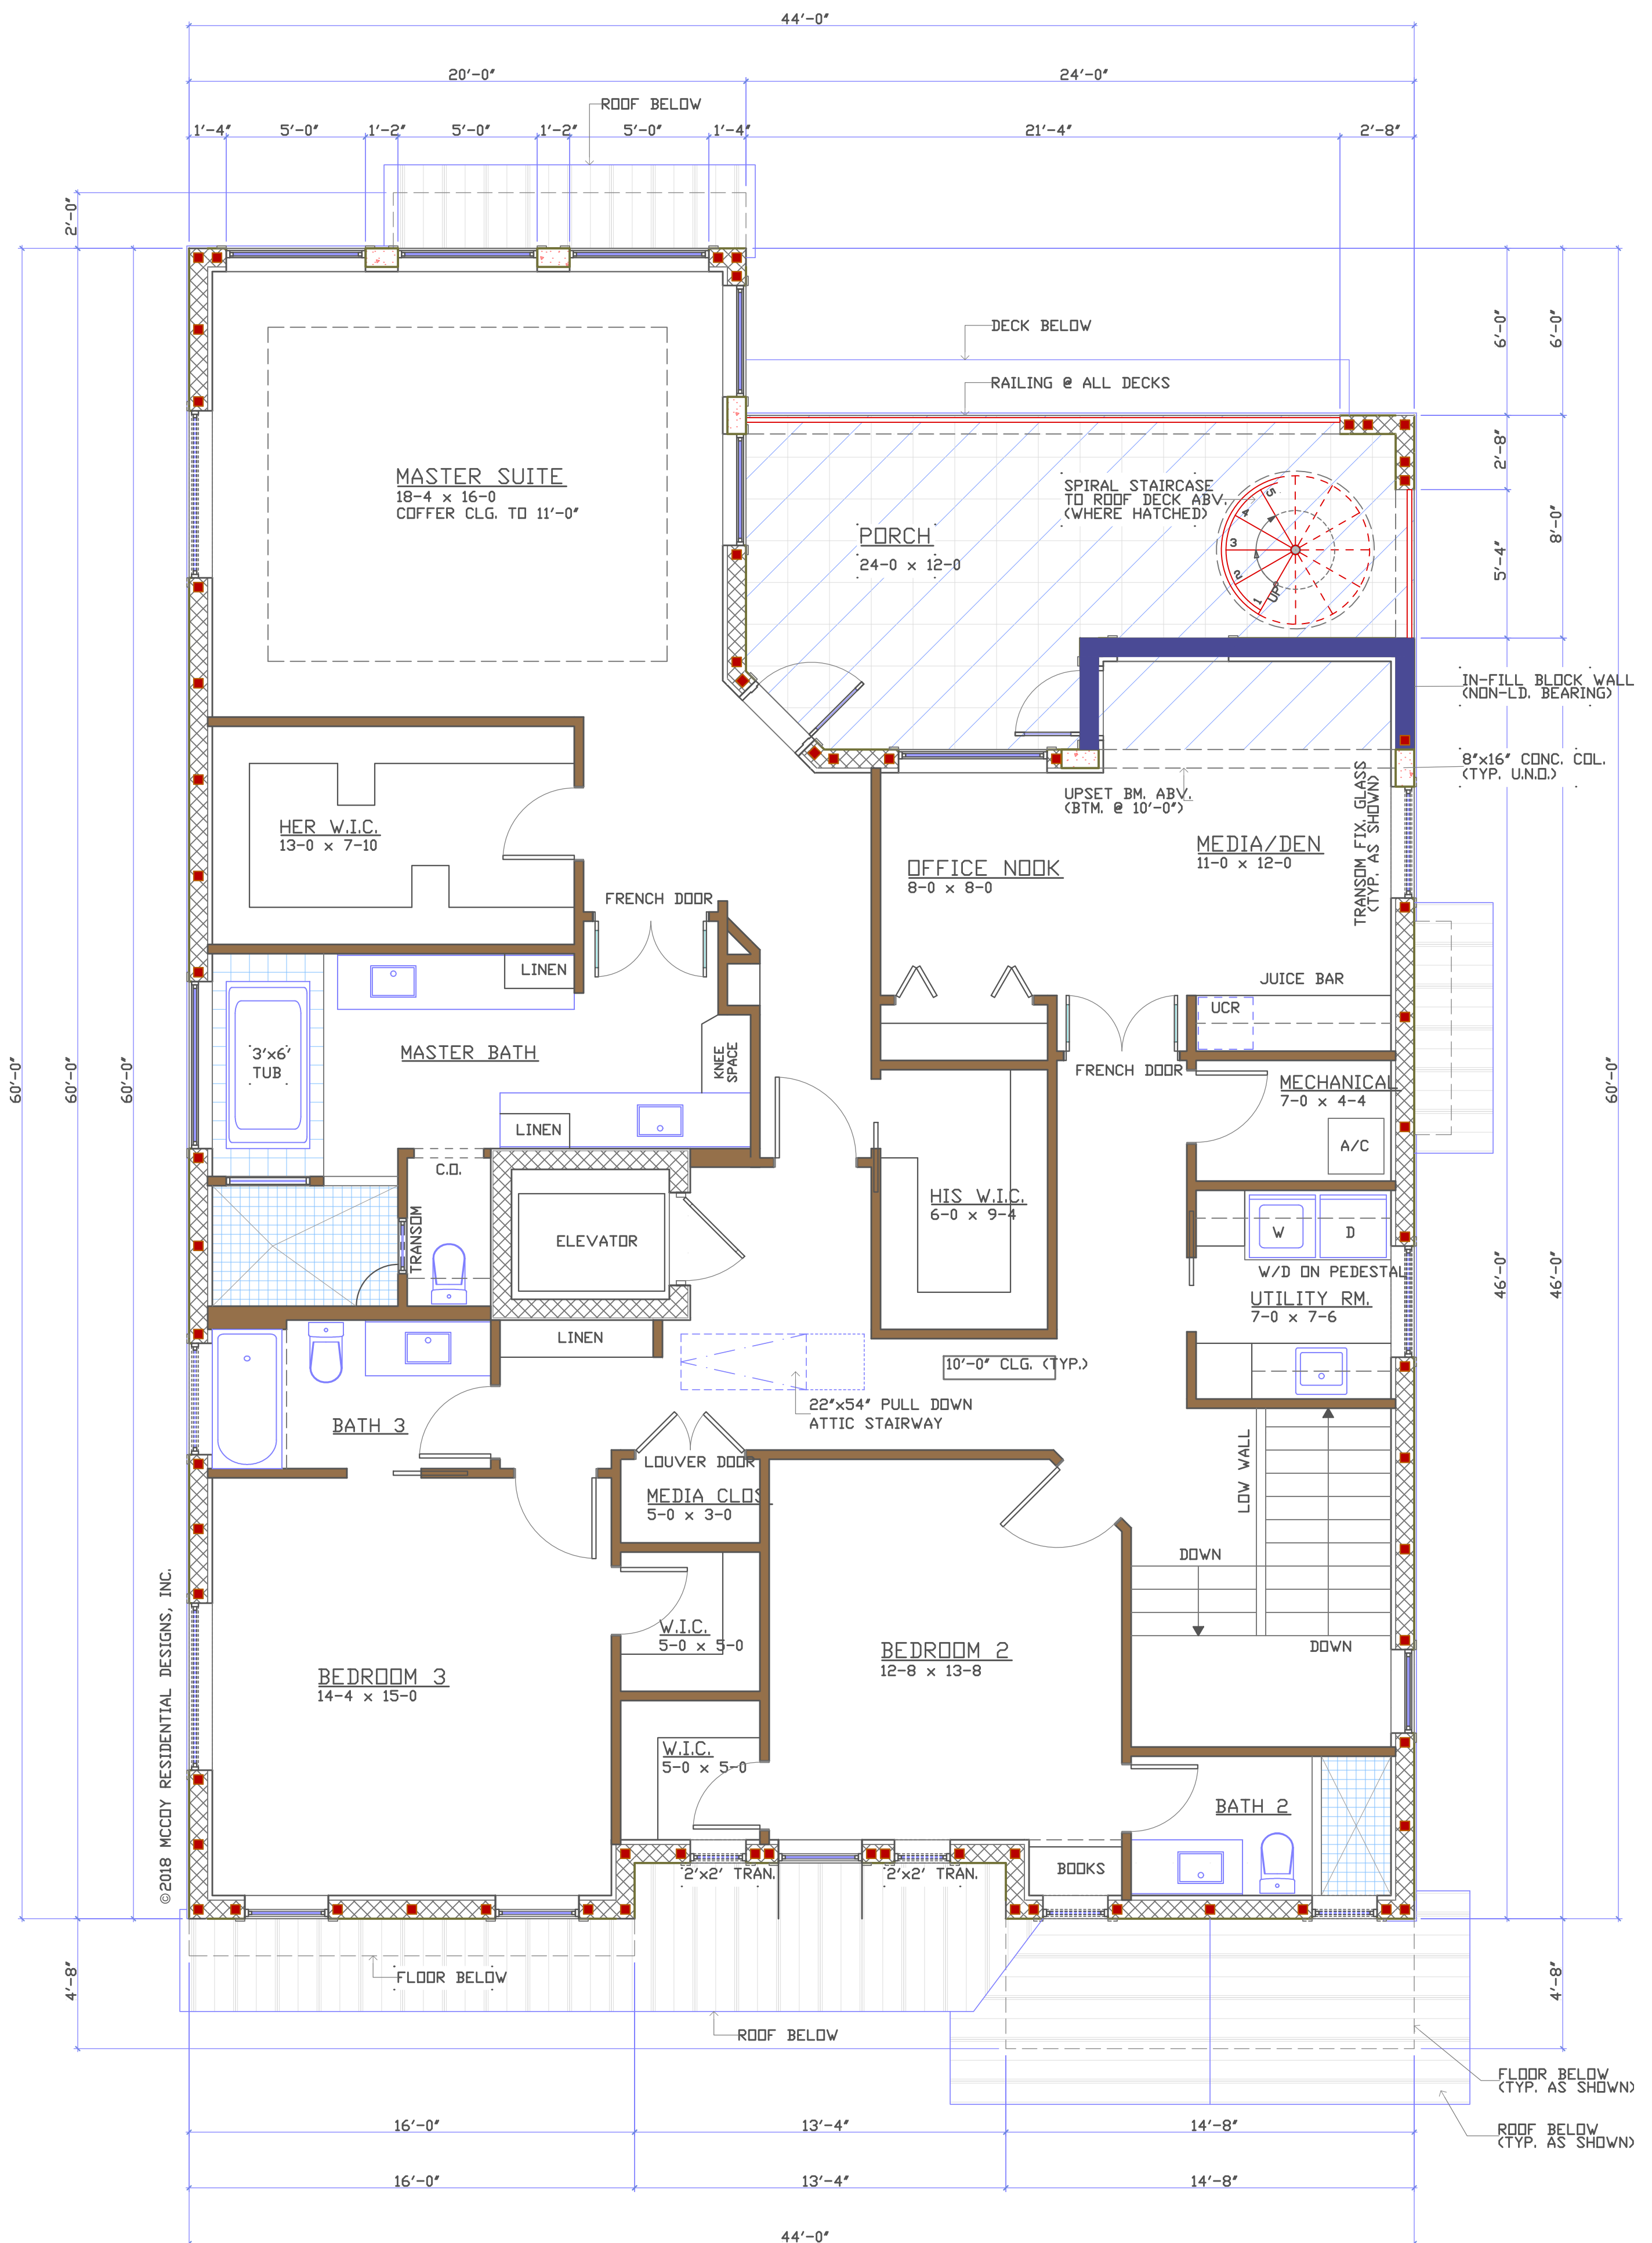 44'-0"
20'-0"
24'-0"
ROOF BELOW
1'-4"
5'-0"
1'-2"
5'-0"
1'-2"
5'-0"
1'-4"
21'-4"
2'-8"
2'-0"
60'-0"
60'-0"
60'-0"
4'-8"
DECK BELOW
RAILING @ ALL DECKS
6'-0"
6'-0"
2'-8"
8'-0"
5'-4"
60'-0"
46'-0"
46'-0"
4'-8"
MASTER SUITE
18-4 x 16-0
COFFER CLG. TO 11'-0"
PORCH
24-0 x 12-0
SPIRAL STAIRCASE
TO ROOF DECK ABV.
(WHERE HATCHED)
5
4
3
2
1
UP
IN-FILL BLOCK WALL
(NON-LD. BEARING)
8"x16" CONC. COL.
(TYP. U.N.O.)
UPSET BM. ABV.
(BTM. @ 10'-0")
TRANSOM FIX. GLASS
(TYP. AS SHOWN)
HER W.I.C.
13-0 x 7-10
OFFICE NOOK
8-0 x 8-0
MEDIA/DEN
11-0 x 12-0
FRENCH DOOR
LINEN
JUICE BAR
UCR
3'x6'
TUB
MASTER BATH
KNEE
SPACE
FRENCH DOOR
MECHANICAL
7-0 x 4-4
A/C
LINEN
C.O.
TRANSOM
ELEVATOR
HIS W.I.C.
6-0 x 9-4
W
D
W/D ON PEDESTAL
UTILITY RM.
7-0 x 7-6
LINEN
10'-0" CLG. (TYP.)
22"x54" PULL DOWN
ATTIC STAIRWAY
BATH 3
LOUVER DOOR
MEDIA CLOS.
5-0 x 3-0
LOW WALL
DOWN
DOWN
W.I.C.
5-0 x 5-0
BEDROOM 2
12-8 x 13-8
BEDROOM 3
14-4 x 15-0
W.I.C.
5-0 x 5-0
BATH 2
BOOKS
2'x2' TRAN.
2'x2' TRAN.
©2018 MCCOY RESIDENTIAL DESIGNS, INC.
FLOOR BELOW
ROOF BELOW
FLOOR BELOW
(TYP. AS SHOWN)
ROOF BELOW
(TYP. AS SHOWN)
16'-0"
13'-4"
14'-8"
16'-0"
13'-4"
14'-8"
44'-0"